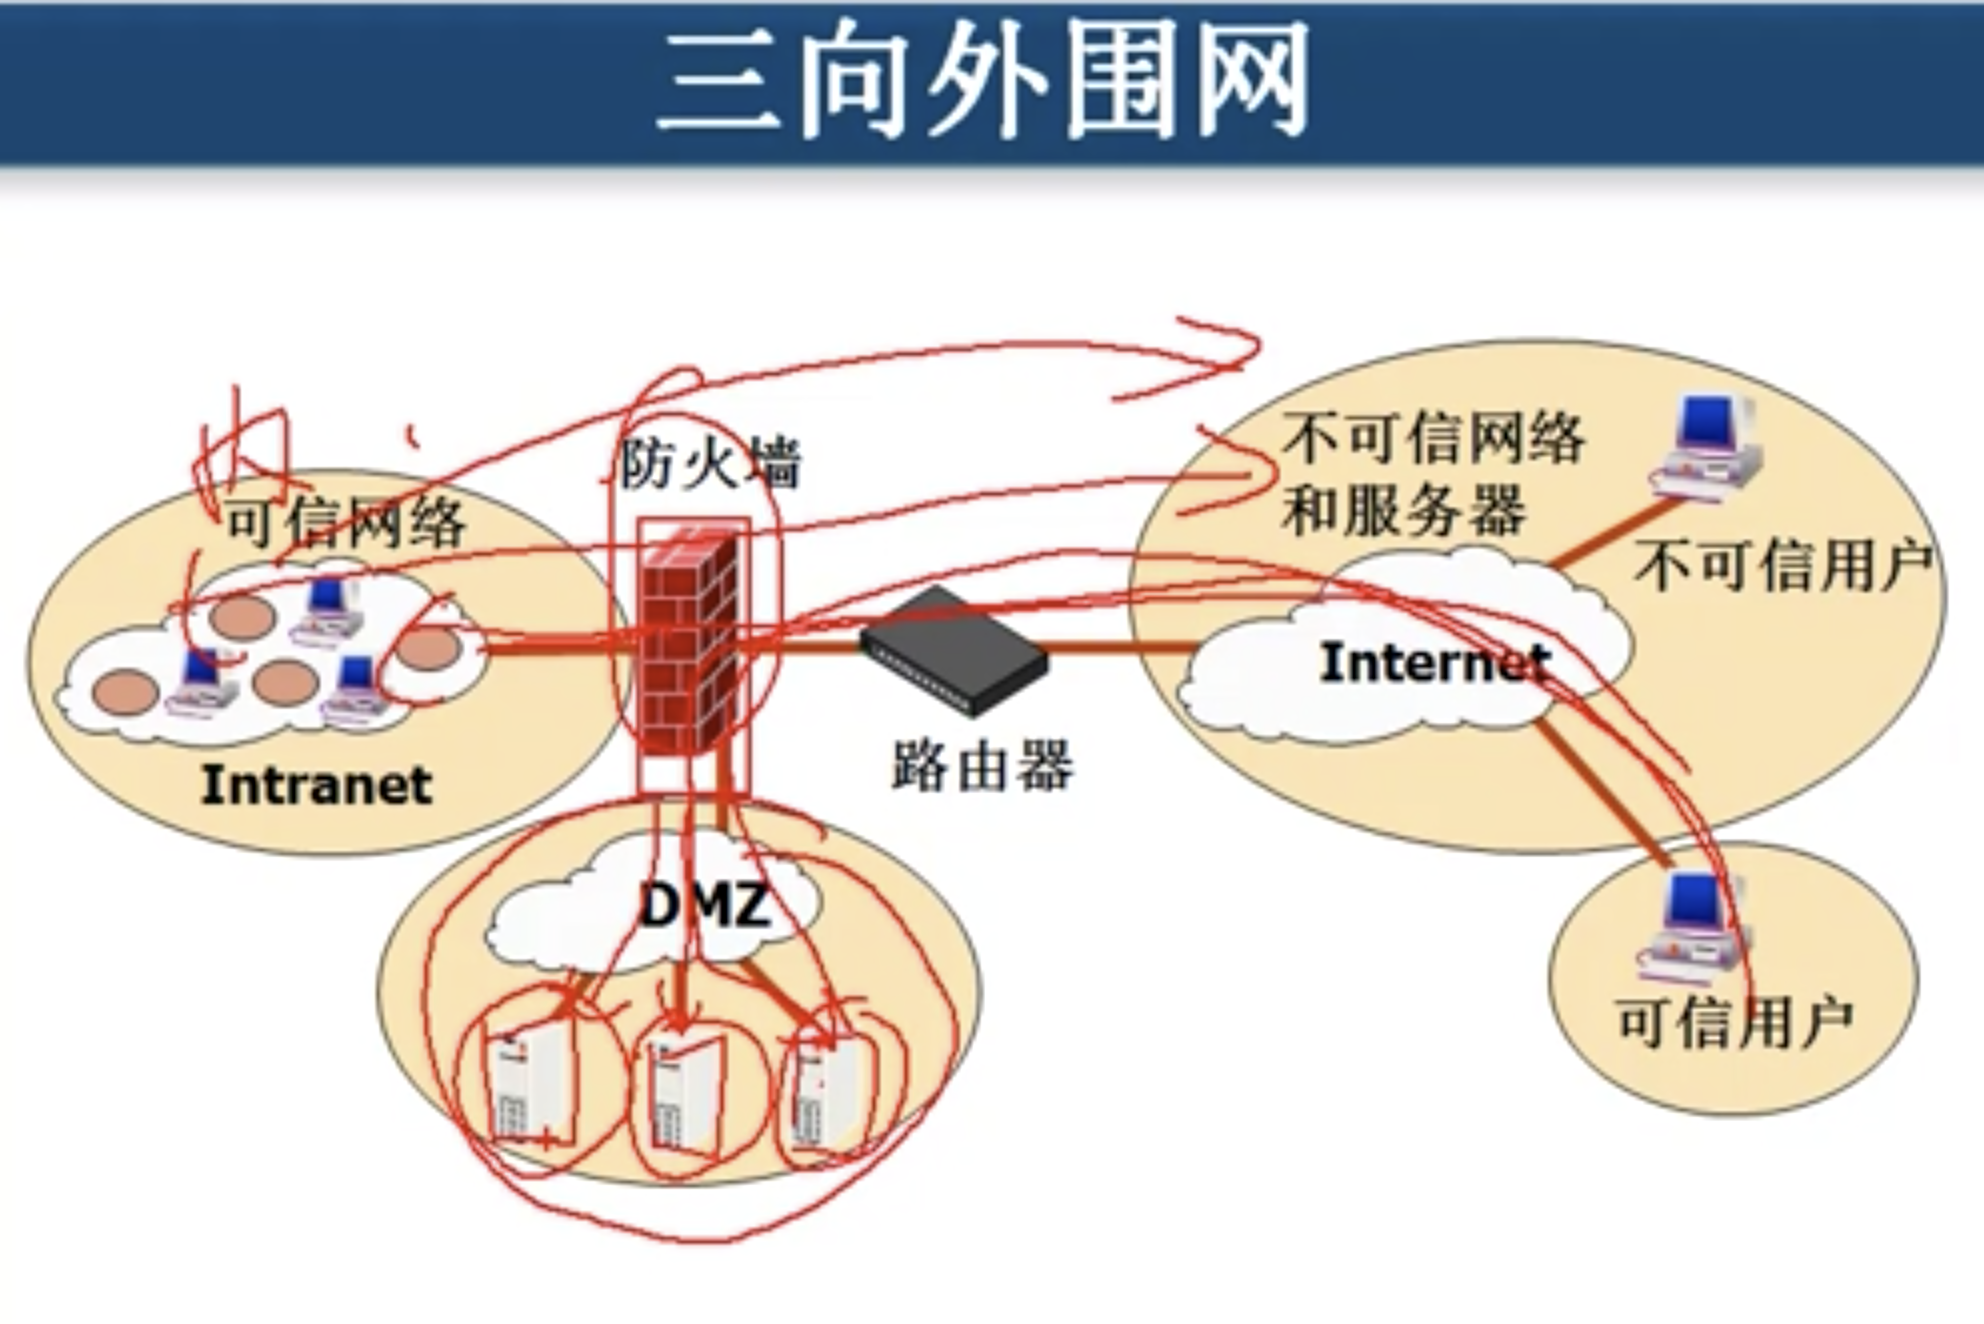 三向外围网
防火墙
不可信网络
和服务器
可信网络
不可信用户
Internet
路由器
Intranet
DMZ
可信用户